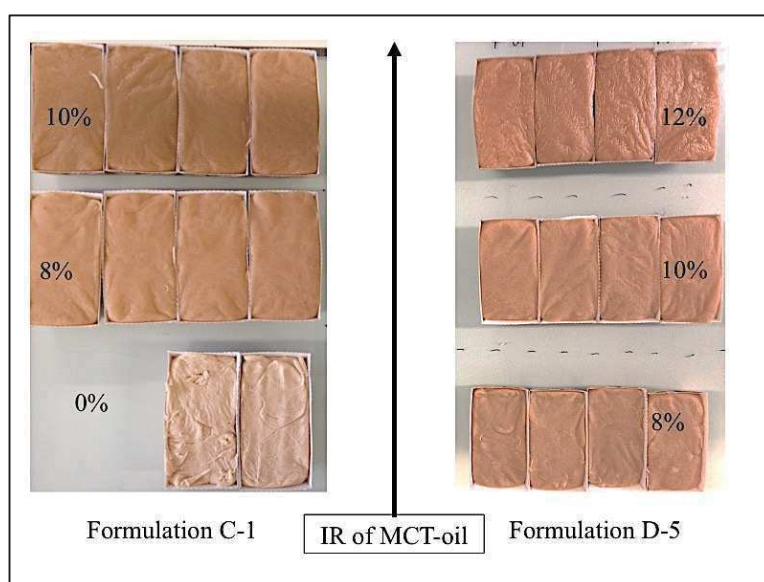 10%
8%
0%
12%
10%
8%
Formulation C-1
IR of MCT-oil
Formulation D-5